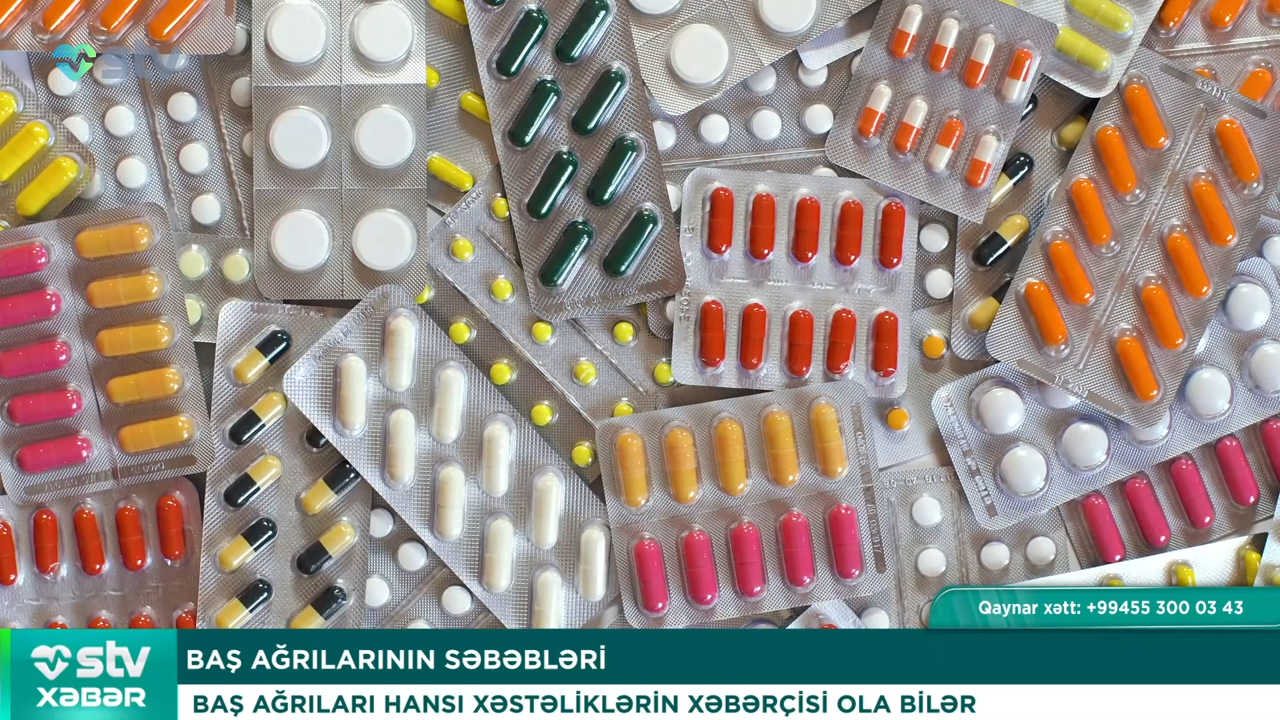 stv
Qaynar xətt: +99455 300 03 43
stv
XƏBƏR
BAŞ AĞRILARININ SƏBƏBLƏRİ
BAŞ AĞRILARI HANSI XƏSTƏLİKLƏRİN XƏBƏRÇİSİ OLA BİLƏR